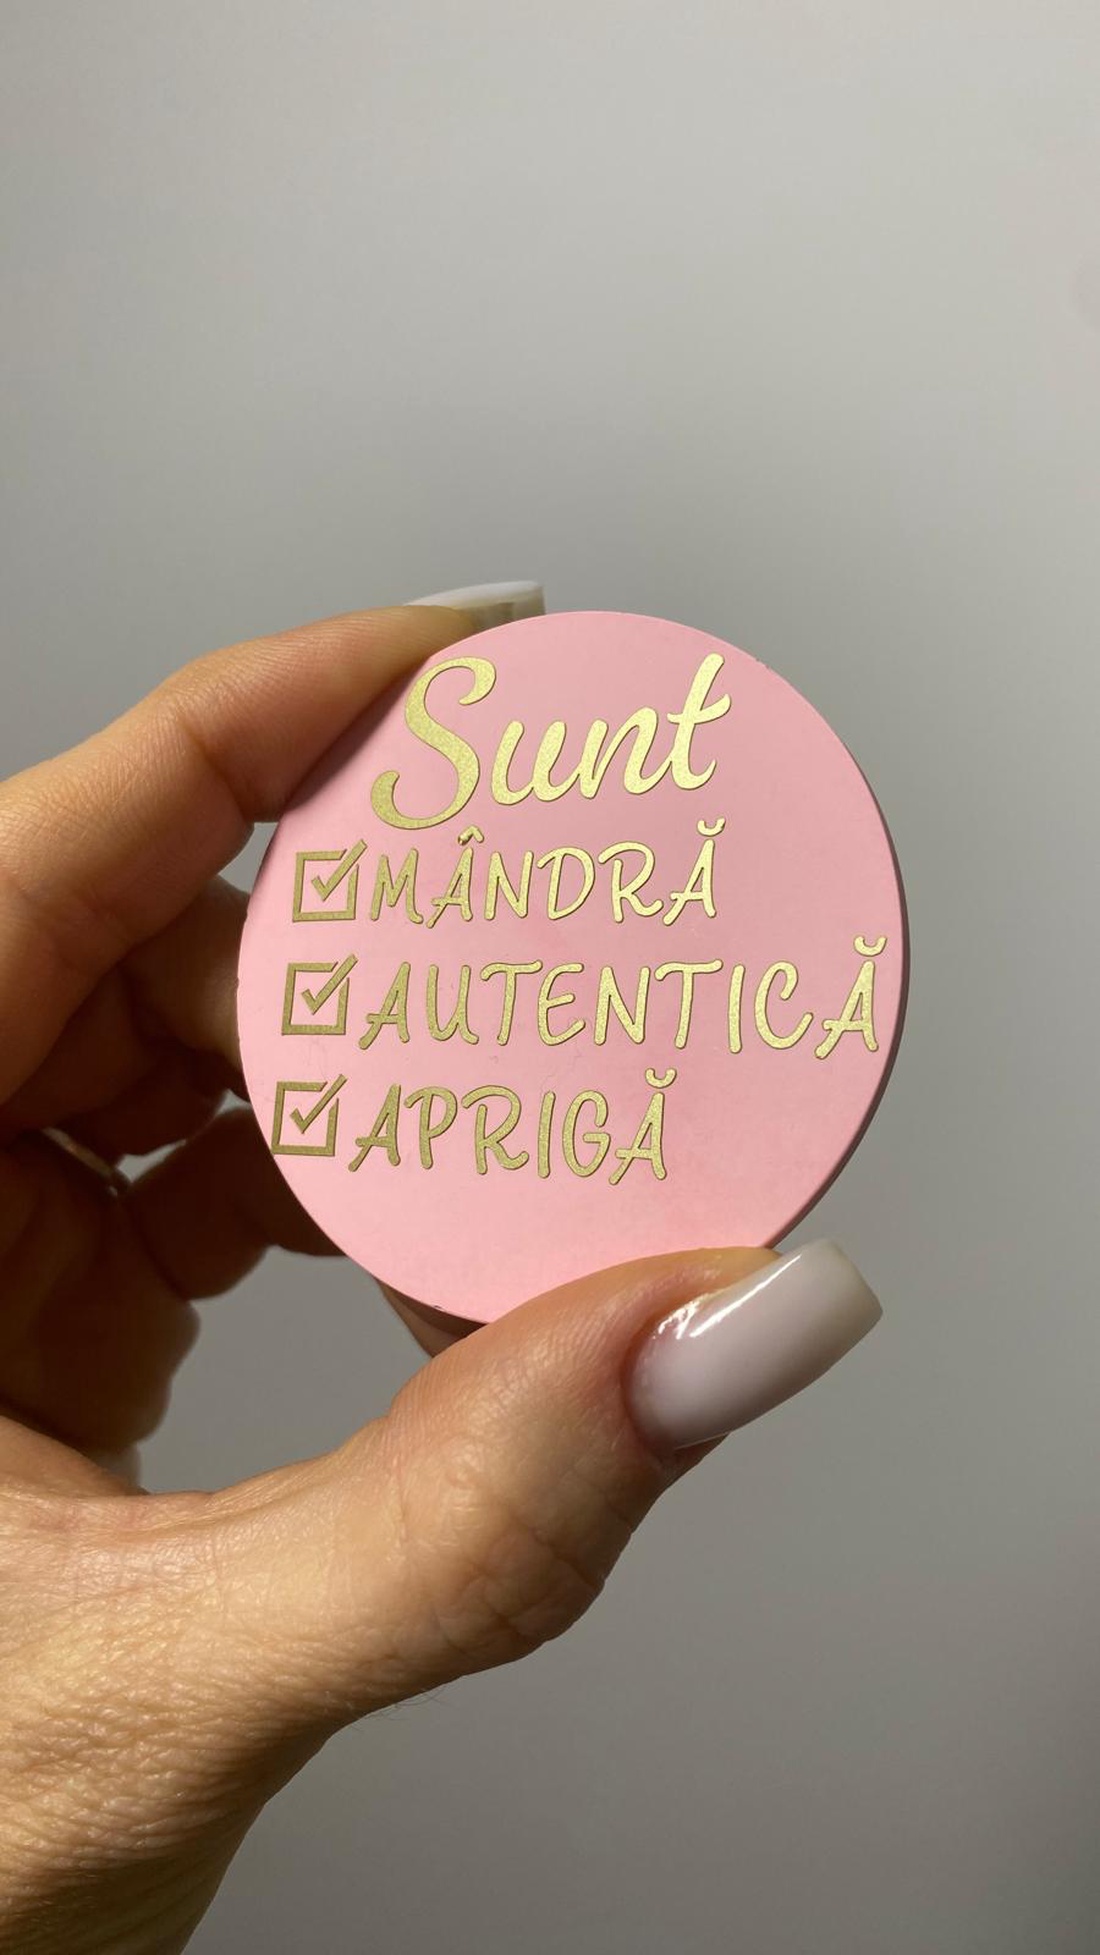 Sunt
☑MÂNDRĂ
☑AUTENTICĂ
☑APRIGĂ